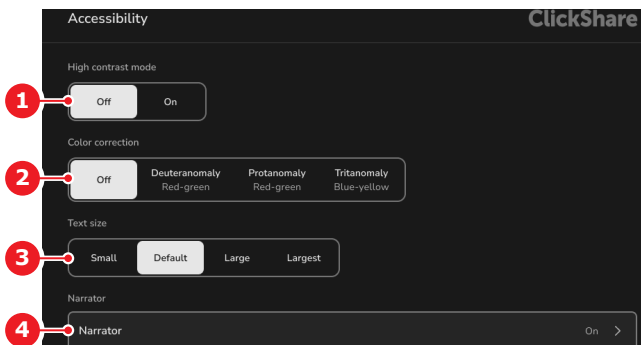 Accessibility
ClickShare
High contrast mode
1
Off On
Color correction
2
Off Deuteranomaly Protanomaly Tritanomaly
Red-green Red-green Blue-yellow
Text size
3
Small Default Large Largest
Narrator
4
Narrator On